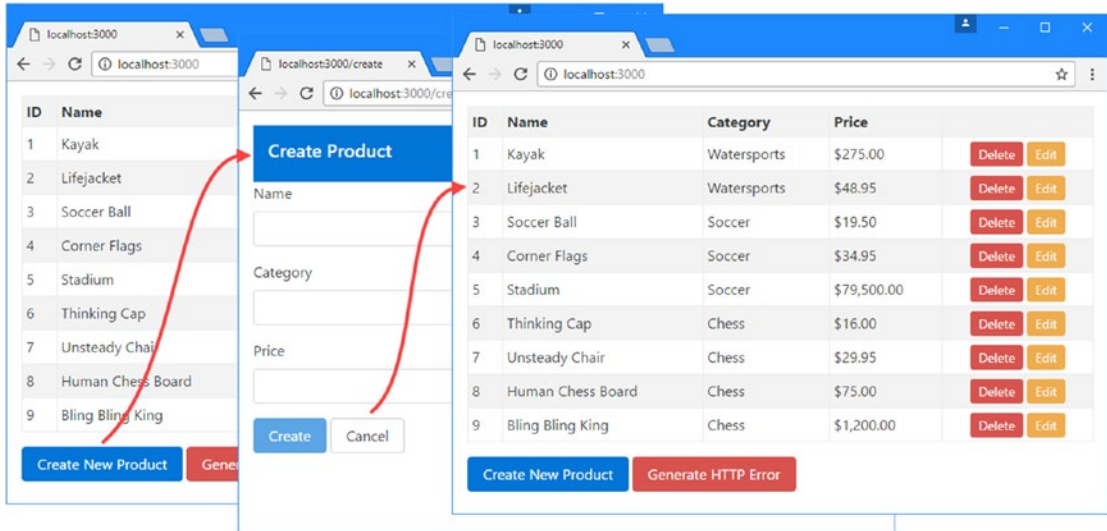 localhost:3000
localhost:3000
ID Name
1 Kayak
2 Lifejacket
3 Soccer Ball
4 Corner Flags
5 Stadium
6 Thinking Cap
7 Unsteady Chair
8 Human Chess Board
9 Bling Bling King
Create New Product Gene
localhost:3000/create
localhost:3000/cre
Create Product
Name
Category
Price
Create Cancel
localhost:3000
localhost:3000
ID Name Category Price
1 Kayak Watersports $275.00 Delete Edit
2 Lifejacket Watersports $48.95 Delete Edit
3 Soccer Ball Soccer $19.50 Delete Edit
4 Corner Flags Soccer $34.95 Delete Edit
5 Stadium Soccer $79,500.00 Delete Edit
6 Thinking Cap Chess $16.00 Delete Edit
7 Unsteady Chair Chess $29.95 Delete Edit
8 Human Chess Board Chess $75.00 Delete Edit
9 Bling Bling King Chess $1,200.00 Delete Edit
Create New Product Generate HTTP Error